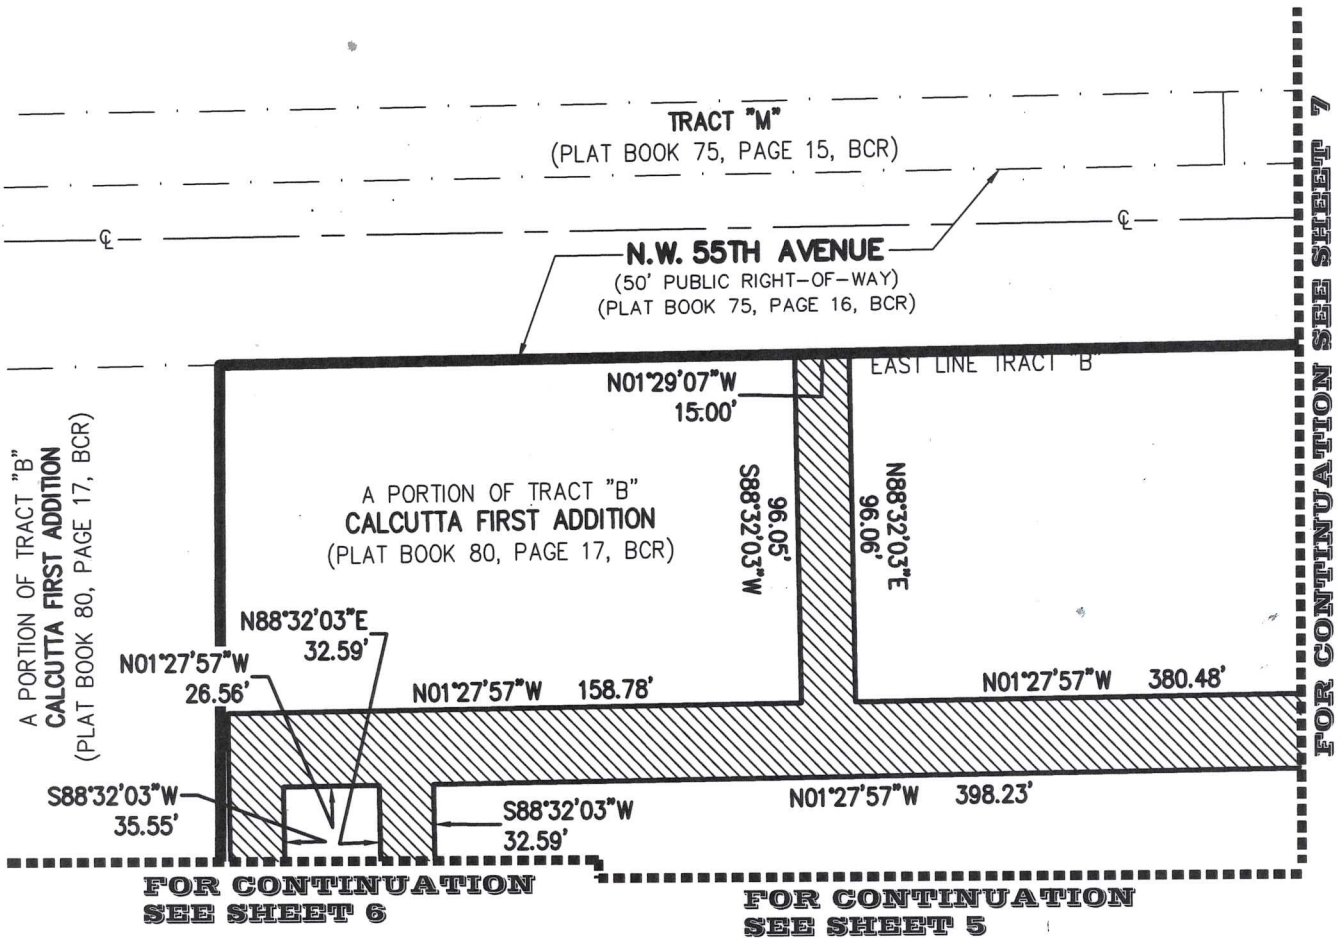 TRACT "M"
(PLAT BOOK 75, PAGE 15, BCR)
℄
℄
N.W. 55TH AVENUE
(50' PUBLIC RIGHT-OF-WAY)
(PLAT BOOK 75, PAGE 16, BCR)
EAST LINE TRACT "B"
N01°29'07"W
15.00'
S88°32'03"W
96.05'
N88°32'03"E
96.06'
A PORTION OF TRACT "B"
CALCUTTA FIRST ADDITION
(PLAT BOOK 80, PAGE 17, BCR)
A PORTION OF TRACT "B"
CALCUTTA FIRST ADDITION
(PLAT BOOK 80, PAGE 17, BCR)
N88°32'03"E
32.59'
N01°27'57"W
26.56'
N01°27'57"W 158.78'
N01°27'57"W 380.48'
S88°32'03"W
35.55'
S88°32'03"W
32.59'
N01°27'57"W 398.23'
FOR CONTINUATION
SEE SHEET 6
FOR CONTINUATION
SEE SHEET 5
FOR CONTINUATION SEE SHEET 7